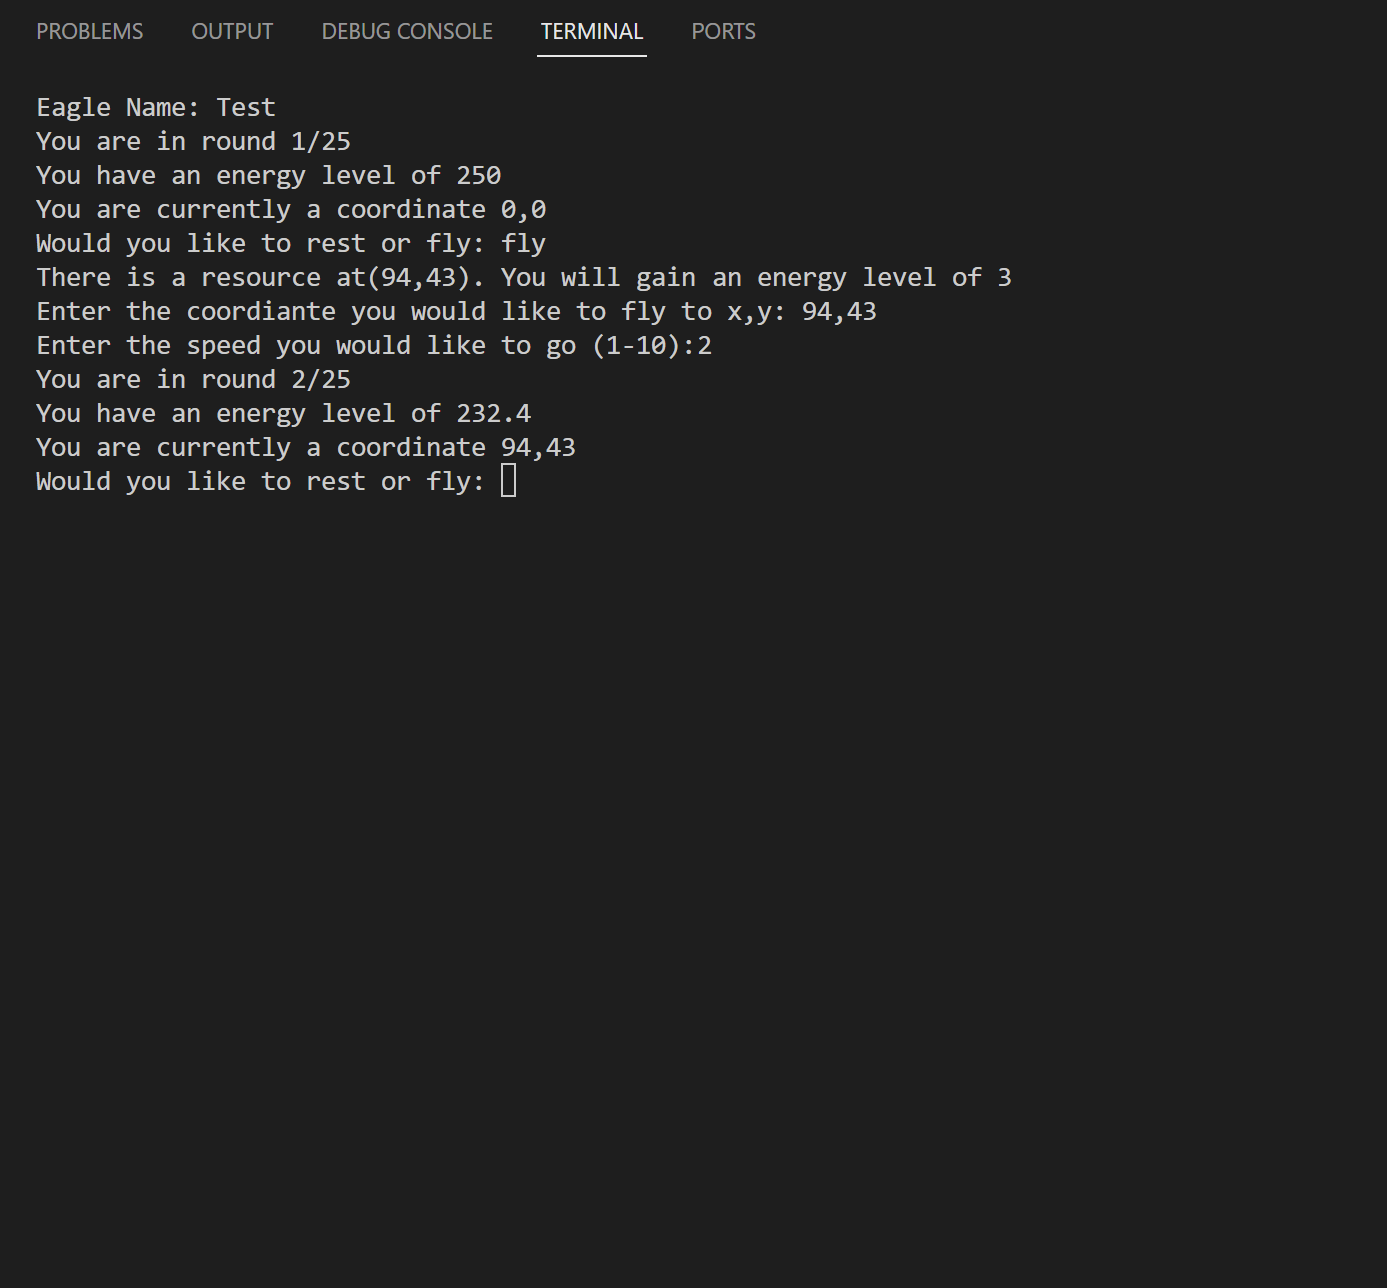 PROBLEMS OUTPUT DEBUG CONSOLE TERMINAL PORTS
Eagle Name: Test
You are in round 1/25
You have an energy level of 250
You are currently a coordinate 0,0
Would you like to rest or fly: fly
There is a resource at(94,43). You will gain an energy level of 3
Enter the coordiante you would like to fly to x,y: 94,43
Enter the speed you would like to go (1-10):2
You are in round 2/25
You have an energy level of 232.4
You are currently a coordinate 94,43
Would you like to rest or fly: